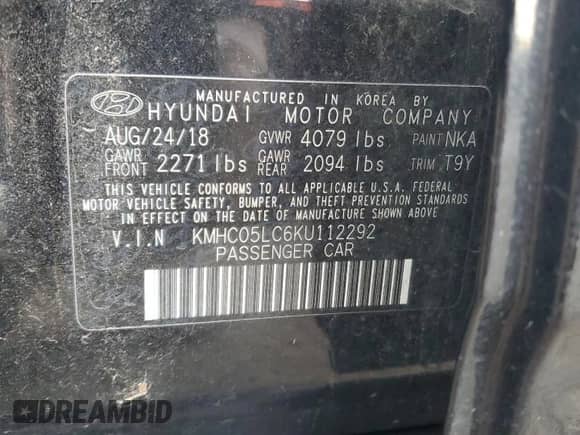 MANUFACTURED IN KOREA BY
HYUNDAI MOTOR COMPANY
AUG/24/18 GVWR 4079 lbs PAINT NKA
GAWR FRONT 2271 lbs GAWR REAR 2094 lbs TRIM T9Y
THIS VEHICLE CONFORMS TO ALL APPLICABLE U.S.A. FEDERAL
MOTOR VEHICLE SAFETY, BUMPER, AND THEFT PREVENTION STANDARDS
IN EFFECT ON THE DATE OF MANUFACTURE SHOWN ABOVE
V.I.N KMHC05LC6KU112292
PASSENGER CAR
DREAMBID